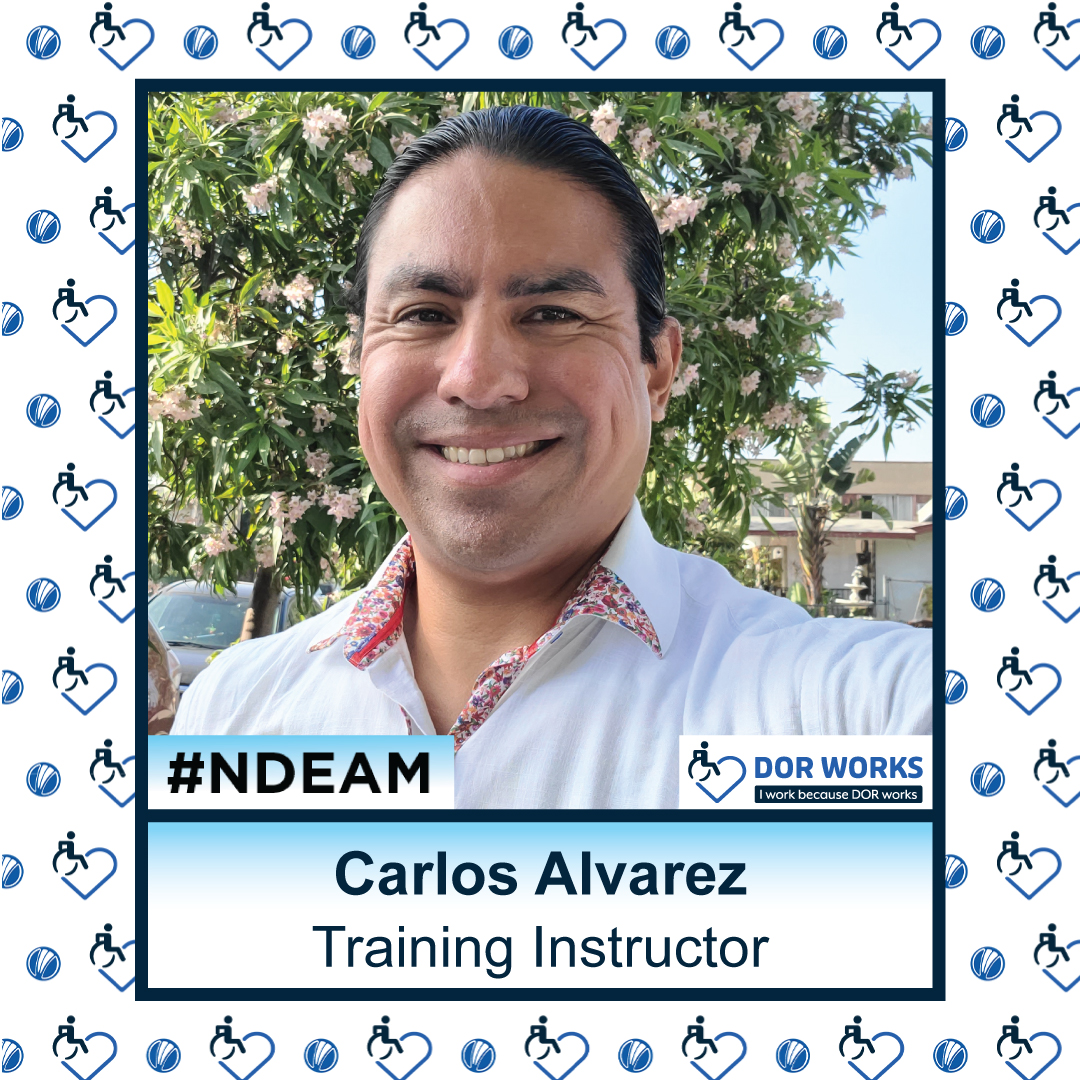 #NDEAM
DOR WORKS
I work because DOR works
Carlos Alvarez
Training Instructor